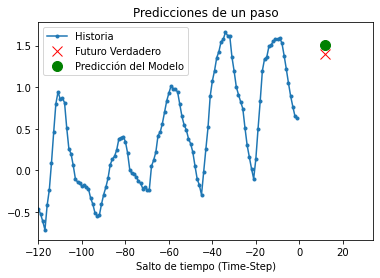 Predicciones de un paso
Historia
Futuro Verdadero
Predicción del Modelo
1.5
1.0
0.5
0.0
−0.5
−120 −100 −80 −60 −40 −20 0 20
Salto de tiempo (Time-Step)